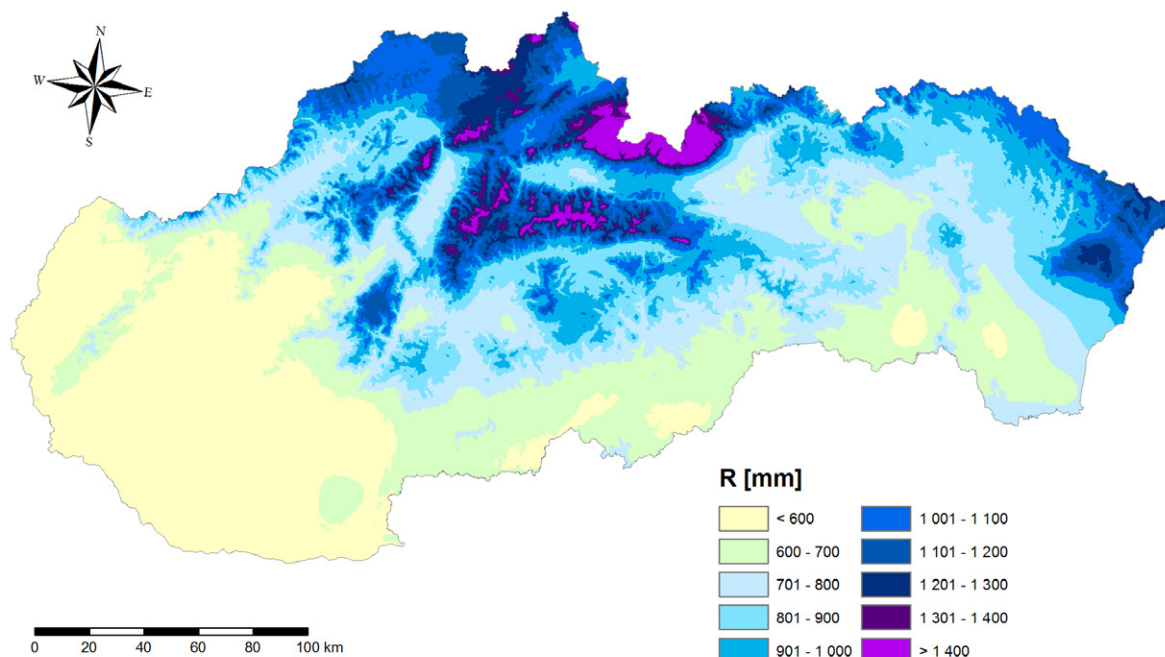 N
W
E
S
R [mm]
< 600
600 - 700
701 - 800
801 - 900
901 - 1 000
1 001 - 1 100
1 101 - 1 200
1 201 - 1 300
1 301 - 1 400
> 1 400
0 20 40 60 80 100 km